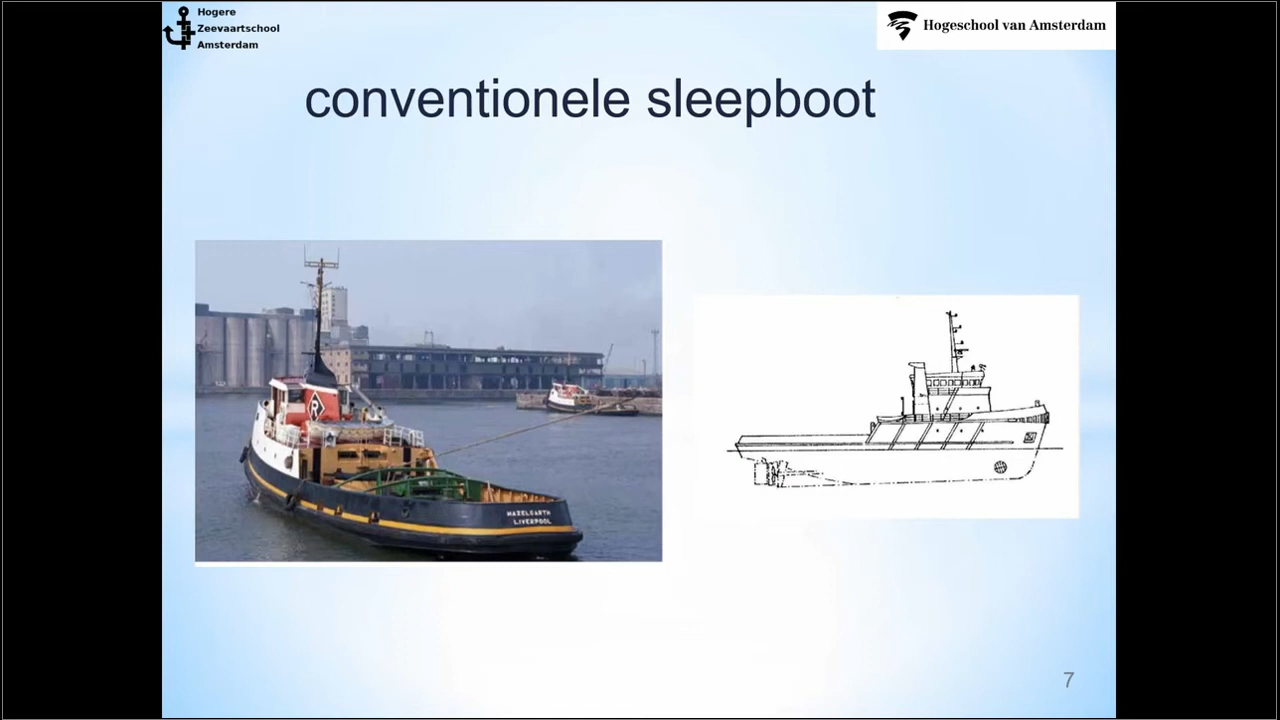 Hogere
Zeevaartschool
Amsterdam
Hogeschool van Amsterdam
conventionele sleepboot
R
HAZELGARTH
LIVERPOOL
7